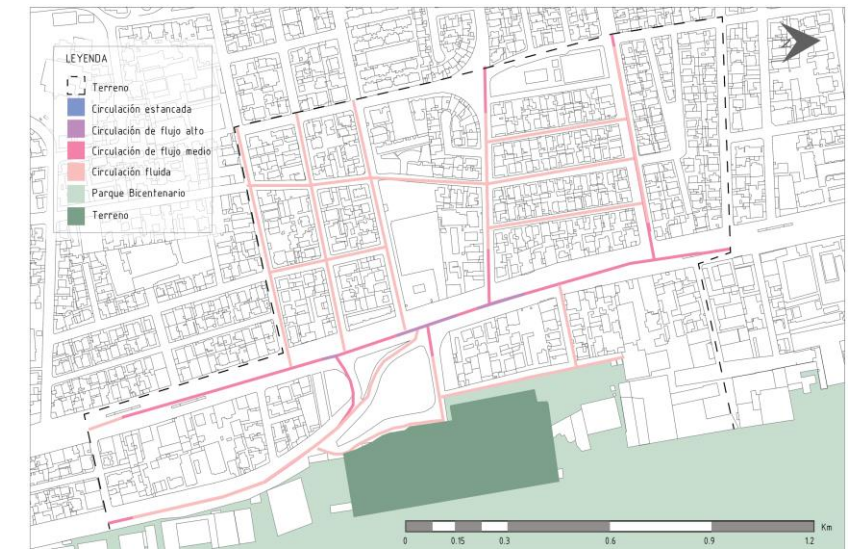 LEYENDA
Terreno
Circulación estancada
Circulación de flujo alto
Circulación de flujo medio
Circulación fluida
Parque Bicentenario
Terreno
Km
0 0.15 0.3 0.6 0.9 1.2